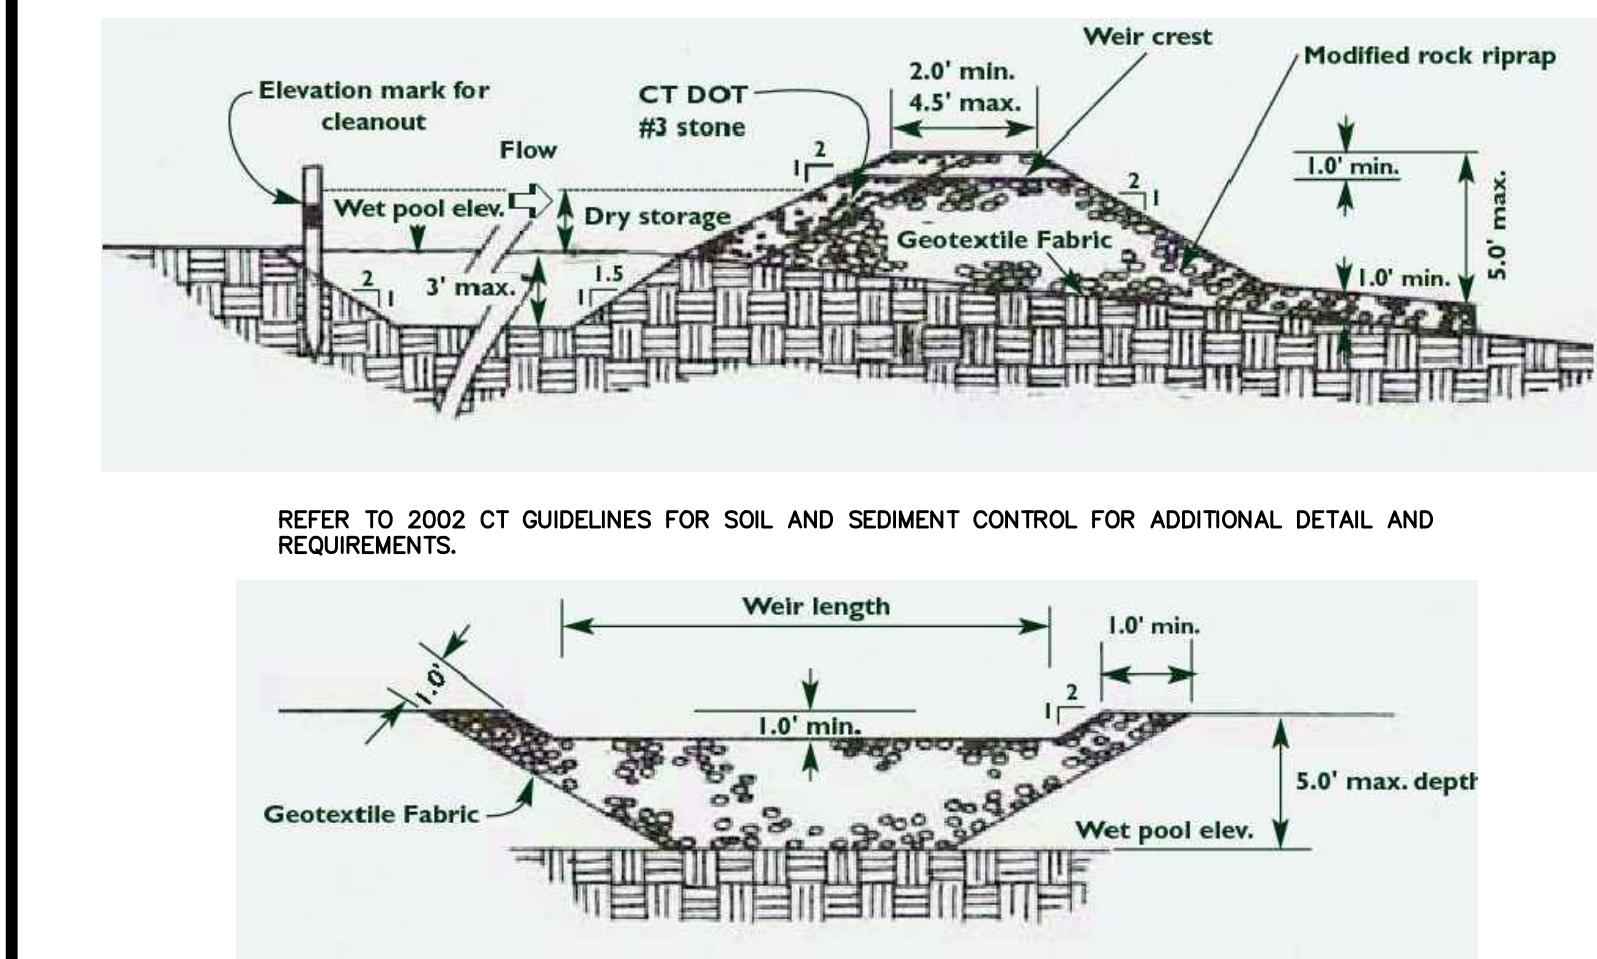 Weir crest
Modified rock riprap
2.0' min.
4.5' max.
Elevation mark for
cleanout
CT DOT
#3 stone
Flow
2
1
1.0' min.
2
1
5.0' max.
Wet pool elev.
Dry storage
Geotextile Fabric
2
1
3' max.
1.5
1
1.0' min.
REFER TO 2002 CT GUIDELINES FOR SOIL AND SEDIMENT CONTROL FOR ADDITIONAL DETAIL AND
REQUIREMENTS.
Weir length
1.0' min.
1.0'
2
1
1.0' min.
5.0' max. depth
Geotextile Fabric
Wet pool elev.